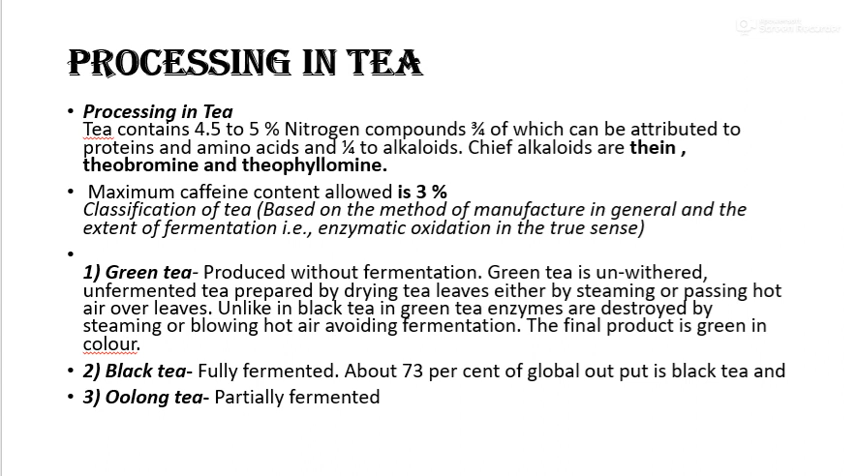 PROCESSING IN TEA
• Processing in Tea
Tea contains 4.5 to 5 % Nitrogen compounds ¾ of which can be attributed to
proteins and amino acids and ¼ to alkaloids. Chief alkaloids are thein ,
theobromine and theophyllomine.
• Maximum caffeine content allowed is 3 %
Classification of tea (Based on the method of manufacture in general and the
extent of fermentation i.e., enzymatic oxidation in the true sense)
•
1) Green tea- Produced without fermentation. Green tea is un-withered,
unfermented tea prepared by drying tea leaves either by steaming or passing hot
air over leaves. Unlike in black tea in green tea enzymes are destroyed by
steaming or blowing hot air avoiding fermentation. The final product is green in
colour.
• 2) Black tea- Fully fermented. About 73 per cent of global out put is black tea and
• 3) Oolong tea- Partially fermented